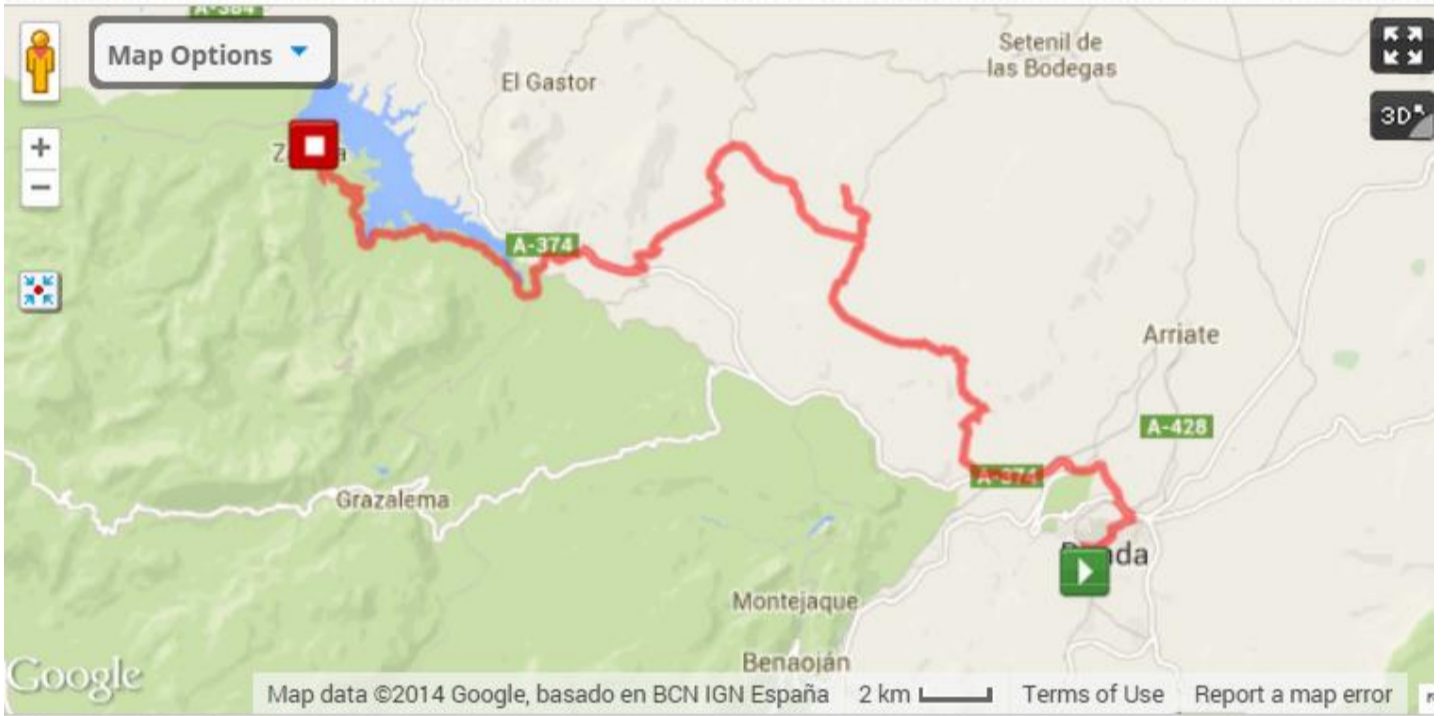 A-384
Map Options
El Gastor
Setenil de
las Bodegas
3D
A-374
Arriate
A-428
A-374
Grazalema
Montejaque
Benaoján
Google
Map data ©2014 Google, basado en BCN IGN España 2 km Terms of Use Report a map error